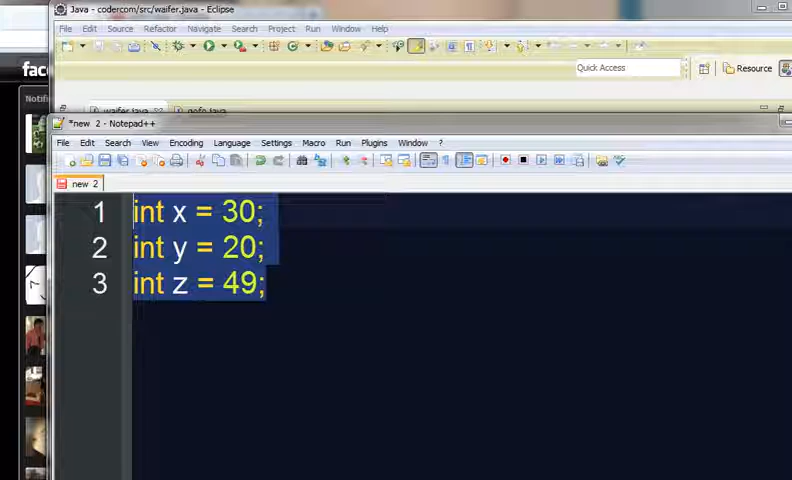 Java - codercom/src/waifer.java - Eclipse
File Edit Source Refactor Navigate Search Project Run Window Help
Quick Access
Resource
waifer.java
*new 2 - Notepad++
File Edit Search View Encoding Language Settings Macro Run Plugins Window ?
new 2
1 int x = 30;
2 int y = 20;
3 int z = 49;